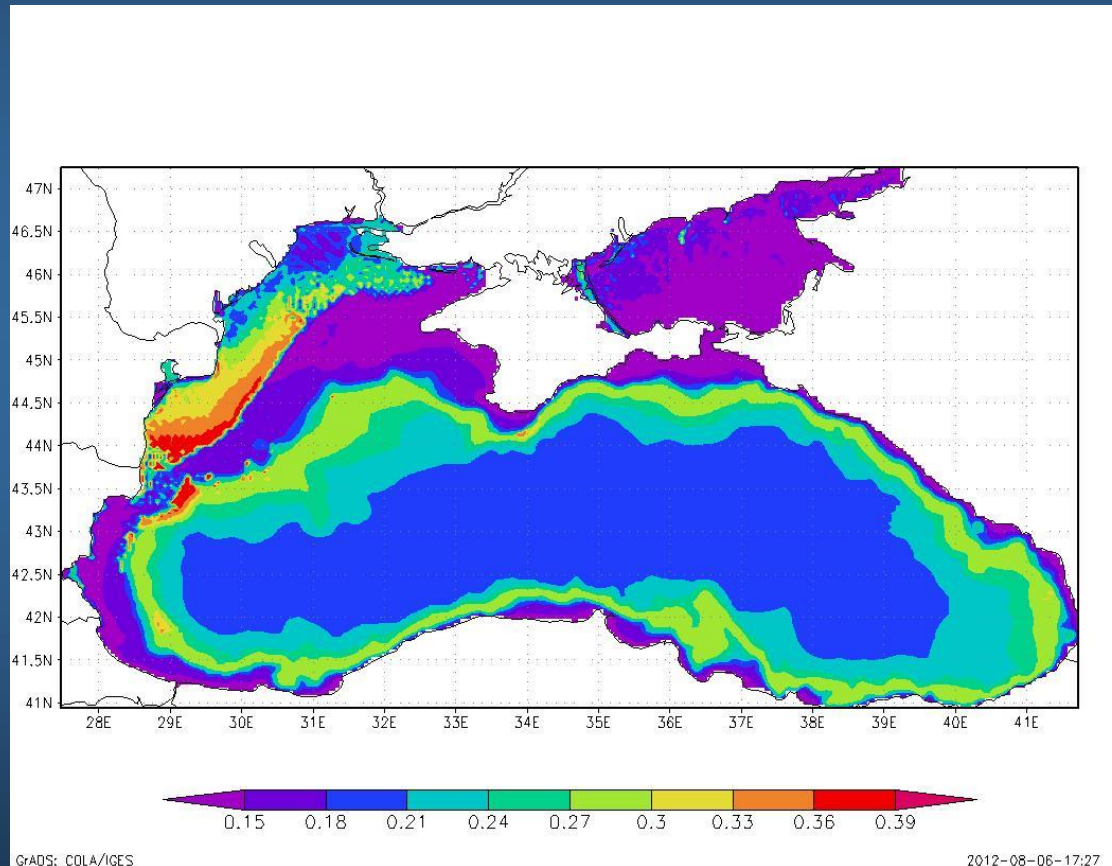 47N
46.5N
46N
45.5N
45N
44.5N
44N
43.5N
43N
42.5N
42N
41.5N
41N
28E 29E 30E 31E 32E 33E 34E 35E 36E 37E 38E 39E 40E 41E
0.15 0.18 0.21 0.24 0.27 0.3 0.33 0.36 0.39
GrADS: COLA/IGES 2012-08-06-17:27